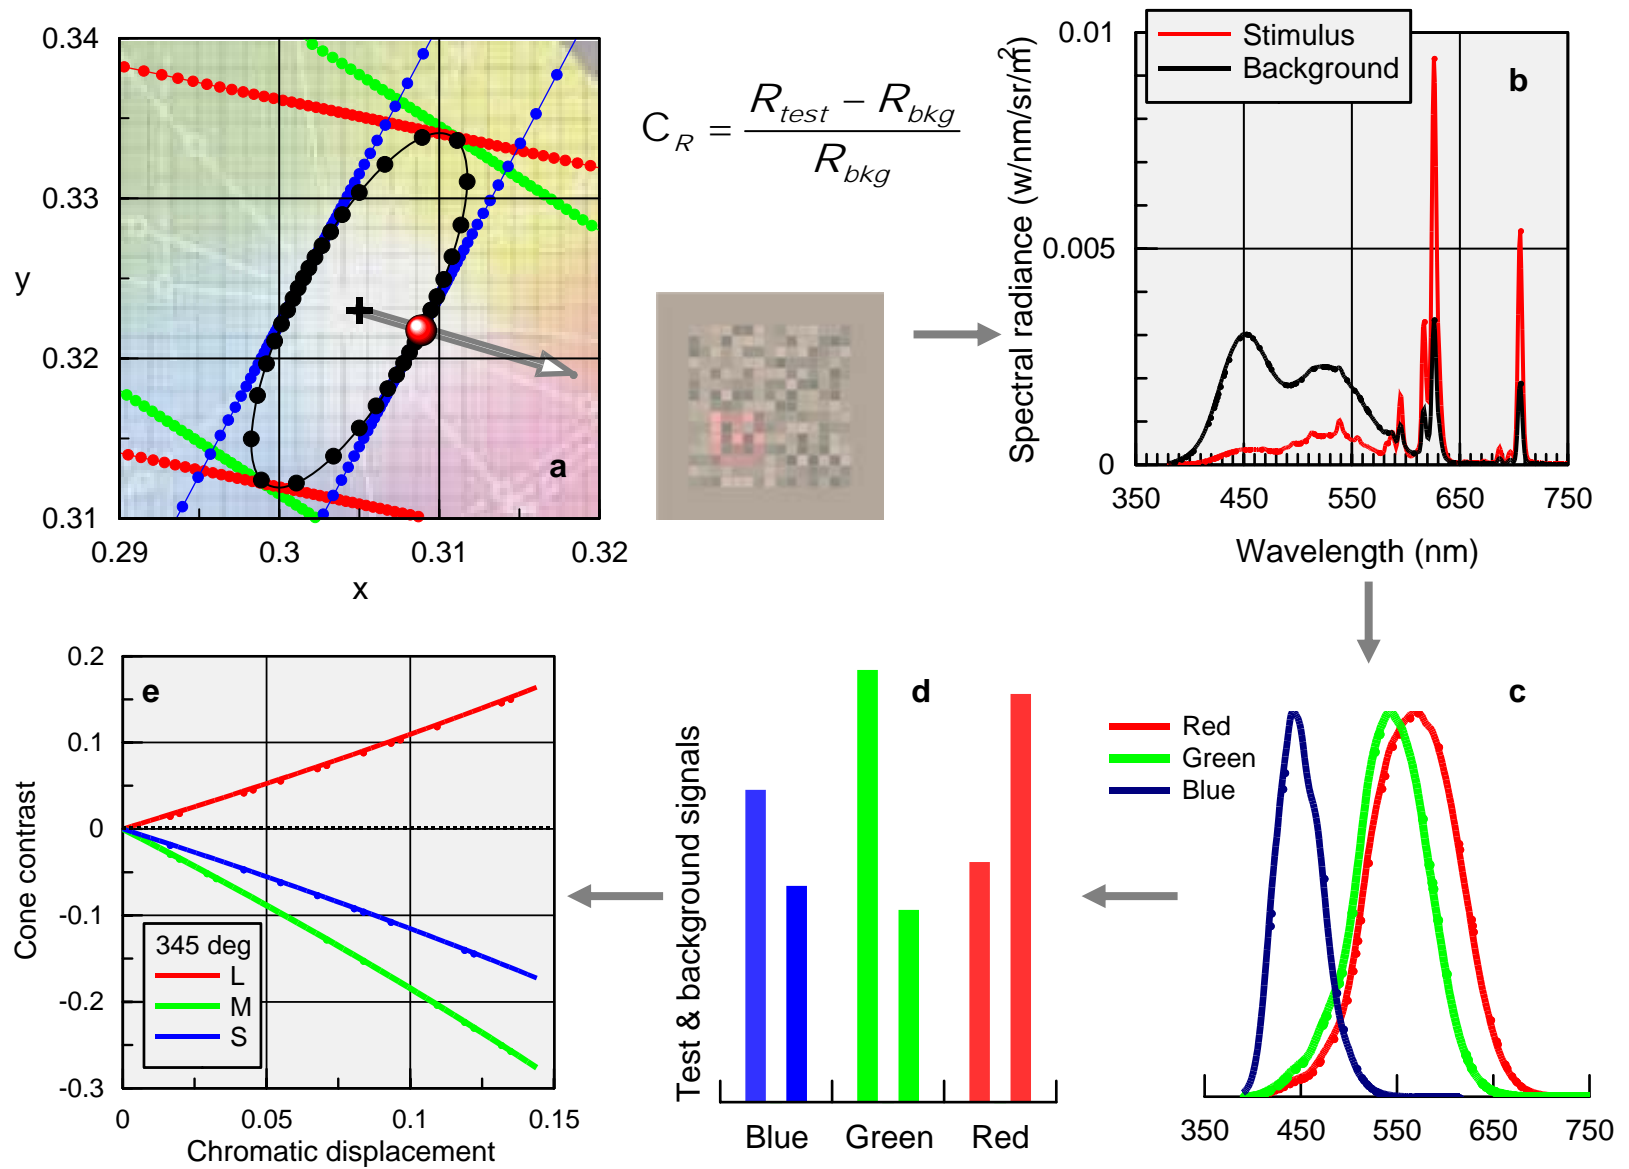 0.34
0.33
0.32
0.31
y
0.29
0.3
0.31
0.32
x
a
C_R = (R_test − R_bkg) / R_bkg
Stimulus
Background
b
Spectral radiance (w/nm/sr/m²)
0.01
0.005
0
350
450
550
650
750
Wavelength (nm)
c
Red
Green
Blue
350
450
550
650
750
d
Test & background signals
Blue
Green
Red
e
Cone contrast
0.2
0.1
0
-0.1
-0.2
-0.3
345 deg
L
M
S
0
0.05
0.1
0.15
Chromatic displacement